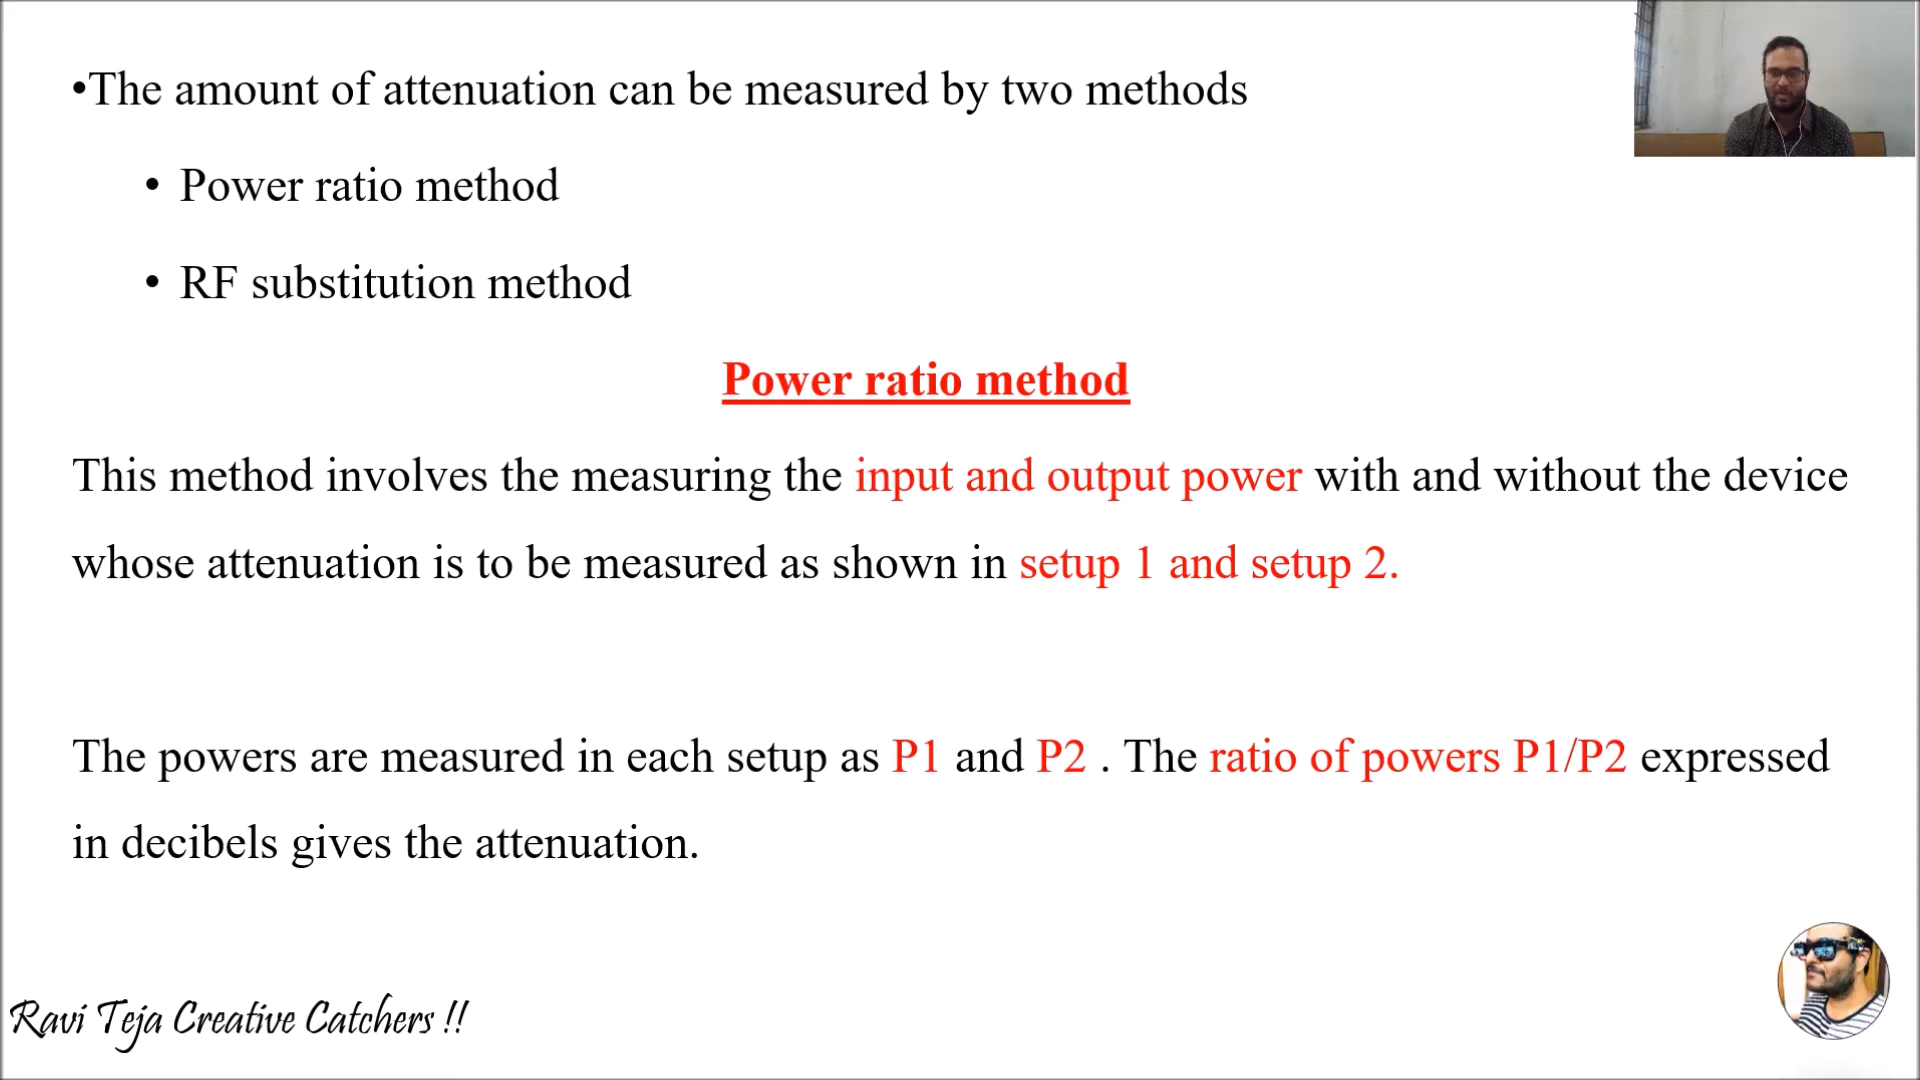 •The amount of attenuation can be measured by two methods
• Power ratio method
• RF substitution method
Power ratio method
This method involves the measuring the input and output power with and without the device
whose attenuation is to be measured as shown in setup 1 and setup 2.
The powers are measured in each setup as P1 and P2 . The ratio of powers P1/P2 expressed
in decibels gives the attenuation.
Ravi Teja Creative Catchers !!